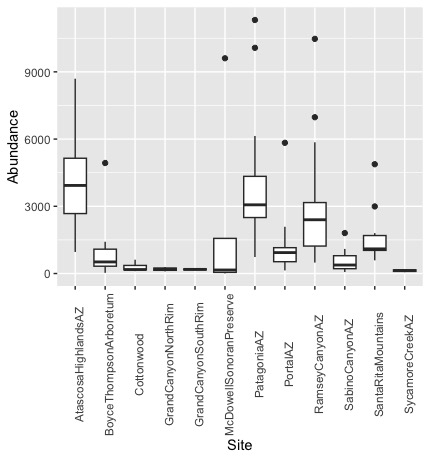 Abundance
9000
6000
3000
0
AtascosaHighlandsAZ
BoyceThompsonArboretum
Cottonwood
GrandCanyonNorthRim
GrandCanyonSouthRim
McDowellSonoranPreserve
PatagoniaAZ
PortalAZ
RamseyCanyonAZ
SabinoCanyonAZ
SantaRitaMountains
SycamoreCreekAZ
Site